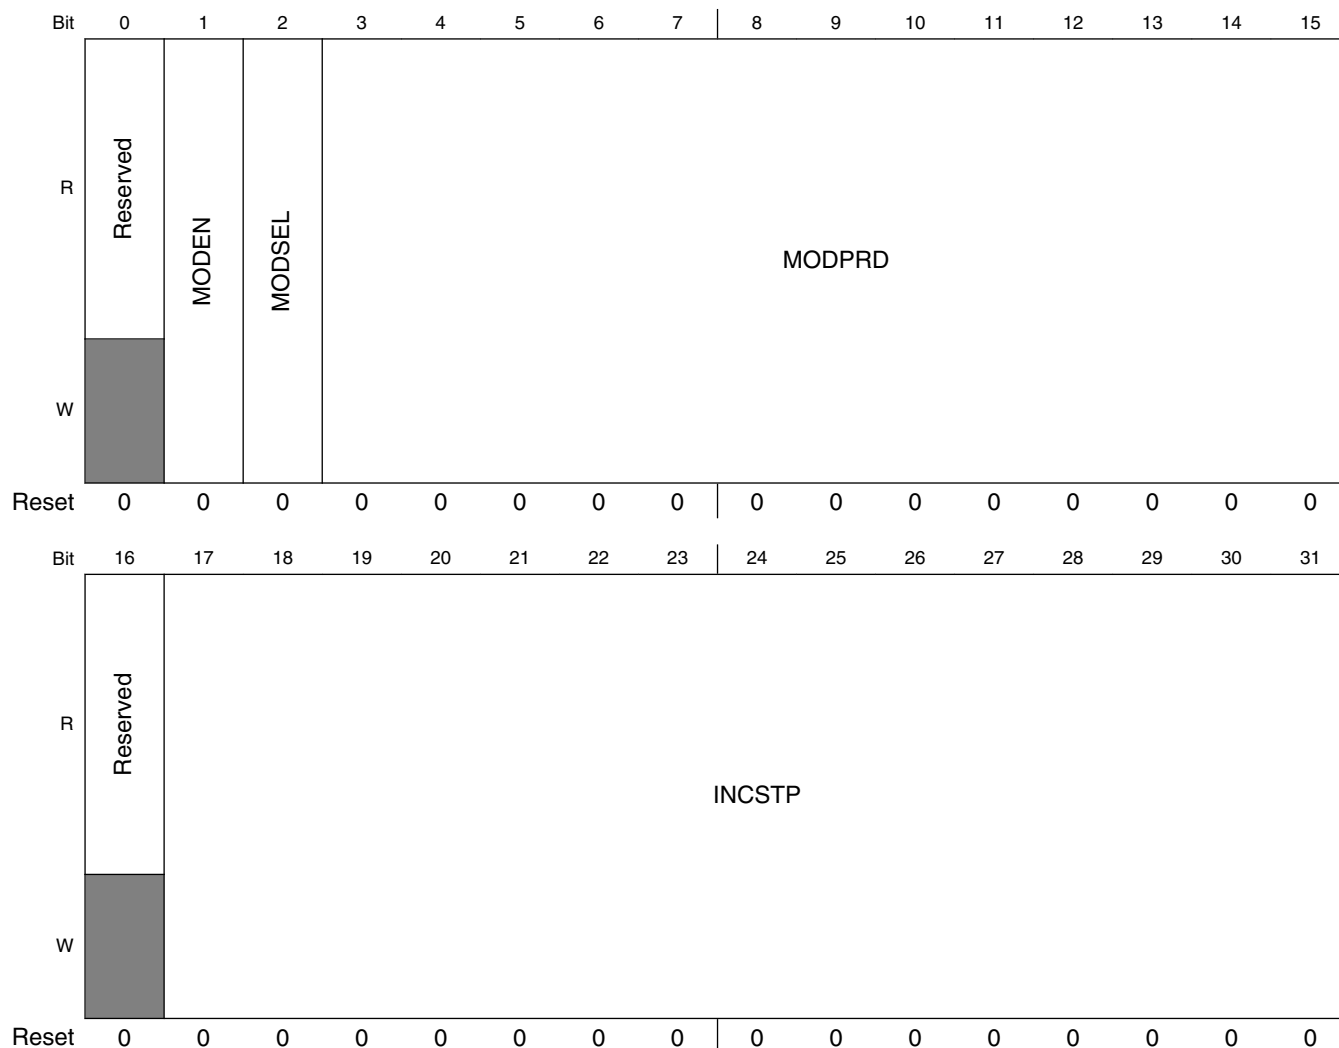 Bit 0 1 2 3 4 5 6 7 8 9 10 11 12 13 14 15
R Reserved MODEN MODSEL MODPRD
W
Reset 0 0 0 0 0 0 0 0 0 0 0 0 0 0 0 0
Bit 16 17 18 19 20 21 22 23 24 25 26 27 28 29 30 31
R Reserved INCSTP
W
Reset 0 0 0 0 0 0 0 0 0 0 0 0 0 0 0 0